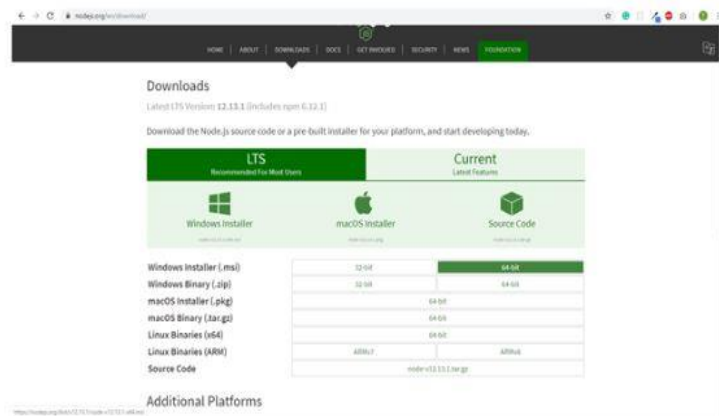 nodejs.org/en/download/
HOME | ABOUT | DOWNLOADS | DOCS | GET INVOLVED | SECURITY | NEWS | FOUNDATION
Downloads
Latest LTS Version: 12.13.1 (includes npm 6.12.1)
Download the Node.js source code or a pre-built installer for your platform, and start developing today.
LTS Current
Recommended For Most Users Latest Features
Windows Installer macOS Installer Source Code
Windows Installer (.msi) 32-bit 64-bit
Windows Binary (.zip) 32-bit 64-bit
macOS Installer (.pkg) 64-bit
macOS Binary (.tar.gz) 64-bit
Linux Binaries (x64) 64-bit
Linux Binaries (ARM) ARMv7 ARMv8
Source Code node-v12.13.1.tar.gz
Additional Platforms